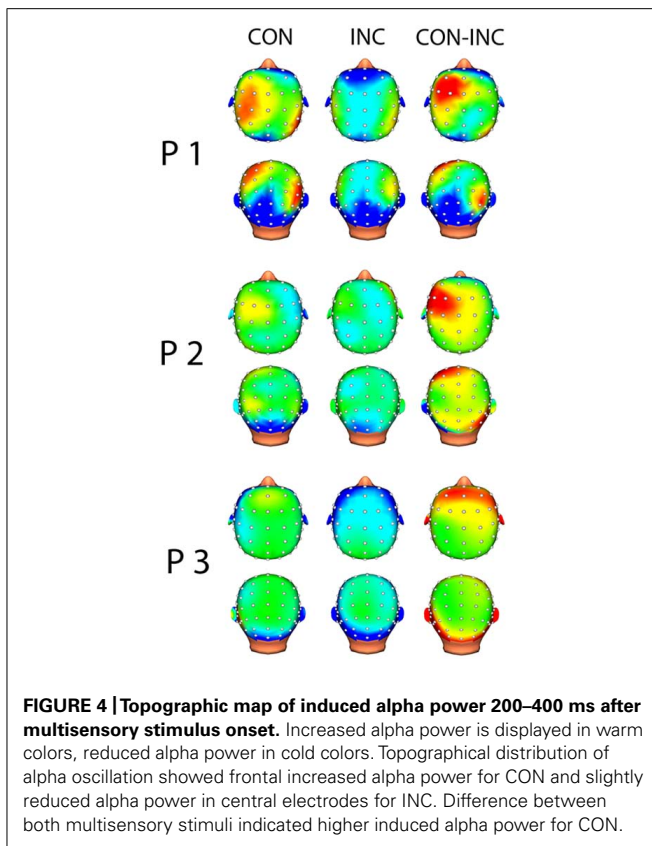 CON INC CON-INC
P 1
P 2
P 3
FIGURE 4 | Topographic map of induced alpha power 200–400 ms after
multisensory stimulus onset. Increased alpha power is displayed in warm
colors, reduced alpha power in cold colors. Topographical distribution of
alpha oscillation showed frontal increased alpha power for CON and slightly
reduced alpha power in central electrodes for INC. Difference between
both multisensory stimuli indicated higher induced alpha power for CON.